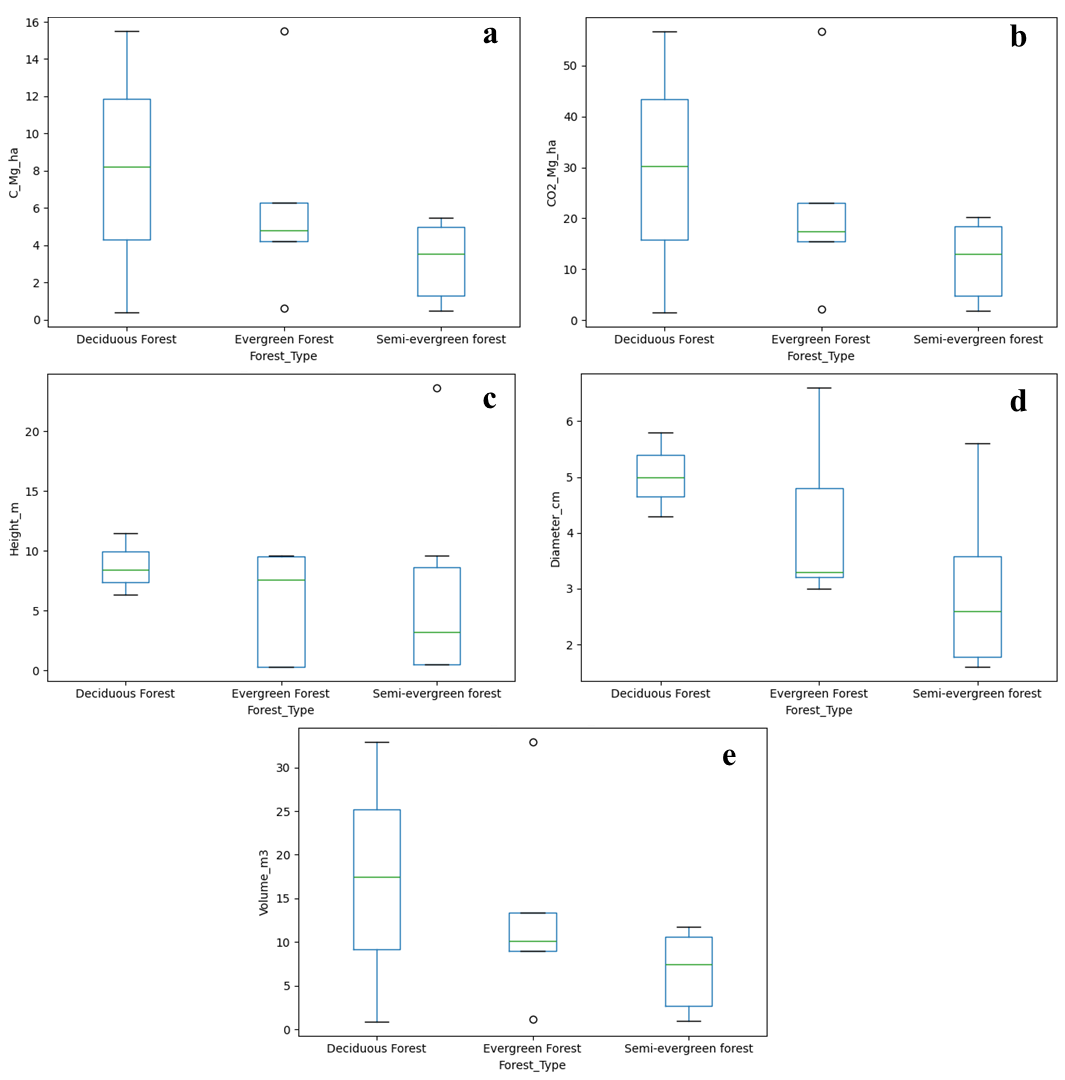 a
16
14
12
10
8
6
4
2
0
C_Mg_ha
Deciduous Forest Evergreen Forest Semi-evergreen forest
Forest_Type
b
50
40
30
20
10
0
CO2_Mg_ha
Deciduous Forest Evergreen Forest Semi-evergreen forest
Forest_Type
c
20
15
10
5
0
Height_m
Deciduous Forest Evergreen Forest Semi-evergreen forest
Forest_Type
d
6
5
4
3
2
Diameter_cm
Deciduous Forest Evergreen Forest Semi-evergreen forest
Forest_Type
e
30
25
20
15
10
5
0
Volume_m3
Deciduous Forest Evergreen Forest Semi-evergreen forest
Forest_Type